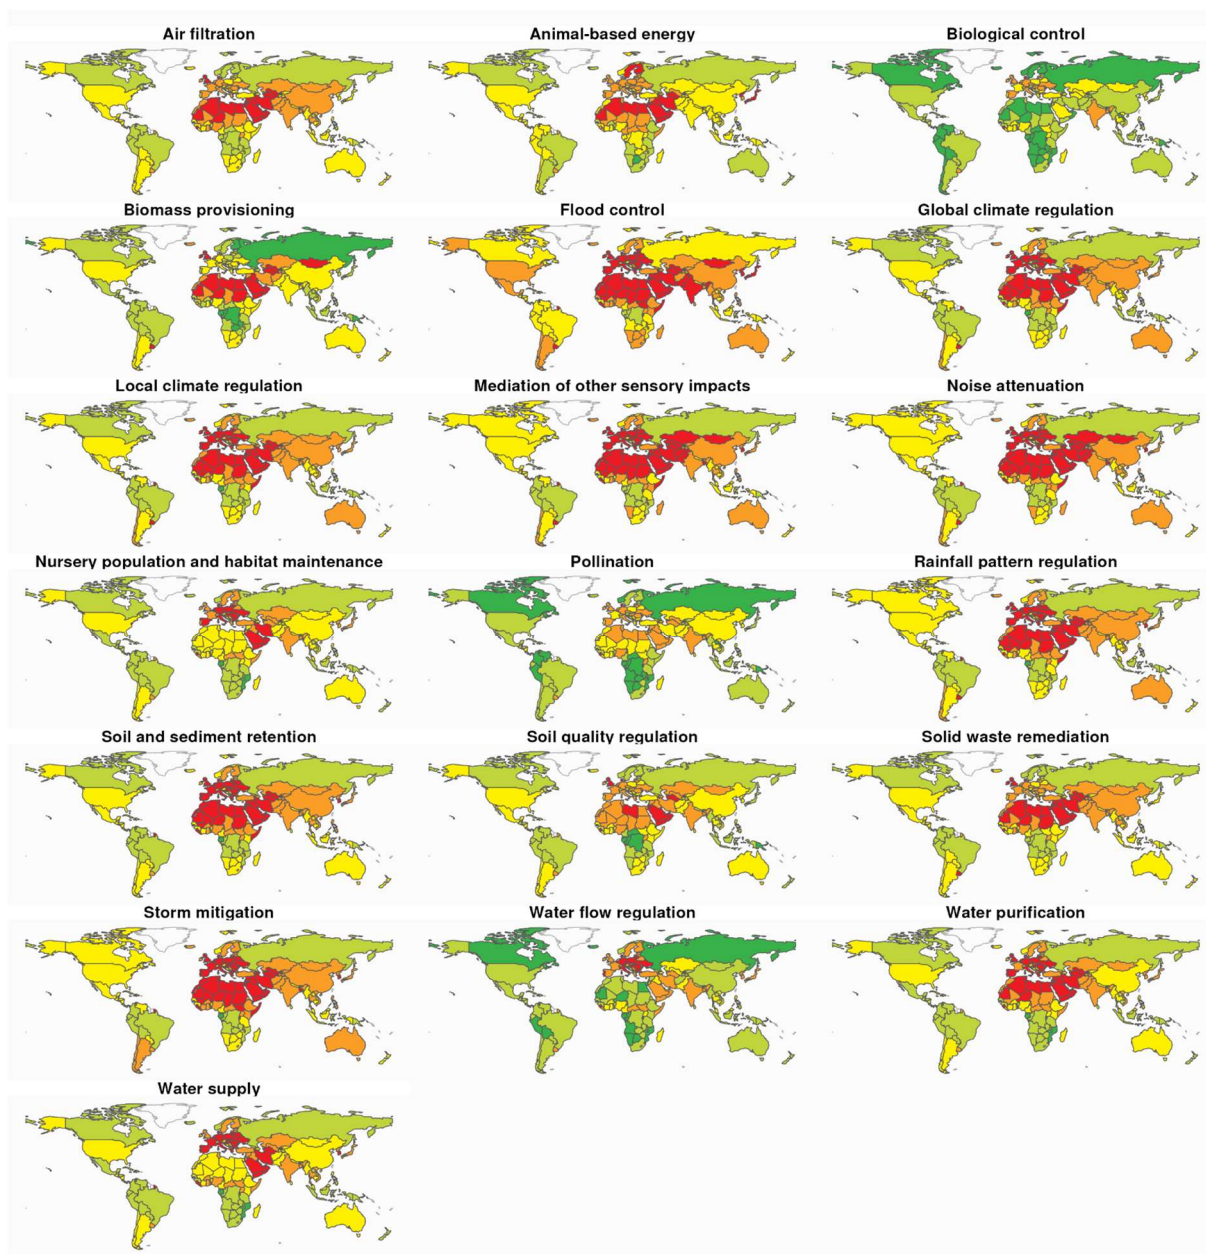 Air filtration
Animal-based energy
Biological control
Biomass provisioning
Flood control
Global climate regulation
Local climate regulation
Mediation of other sensory impacts
Noise attenuation
Nursery population and habitat maintenance
Pollination
Rainfall pattern regulation
Soil and sediment retention
Soil quality regulation
Solid waste remediation
Storm mitigation
Water flow regulation
Water purification
Water supply